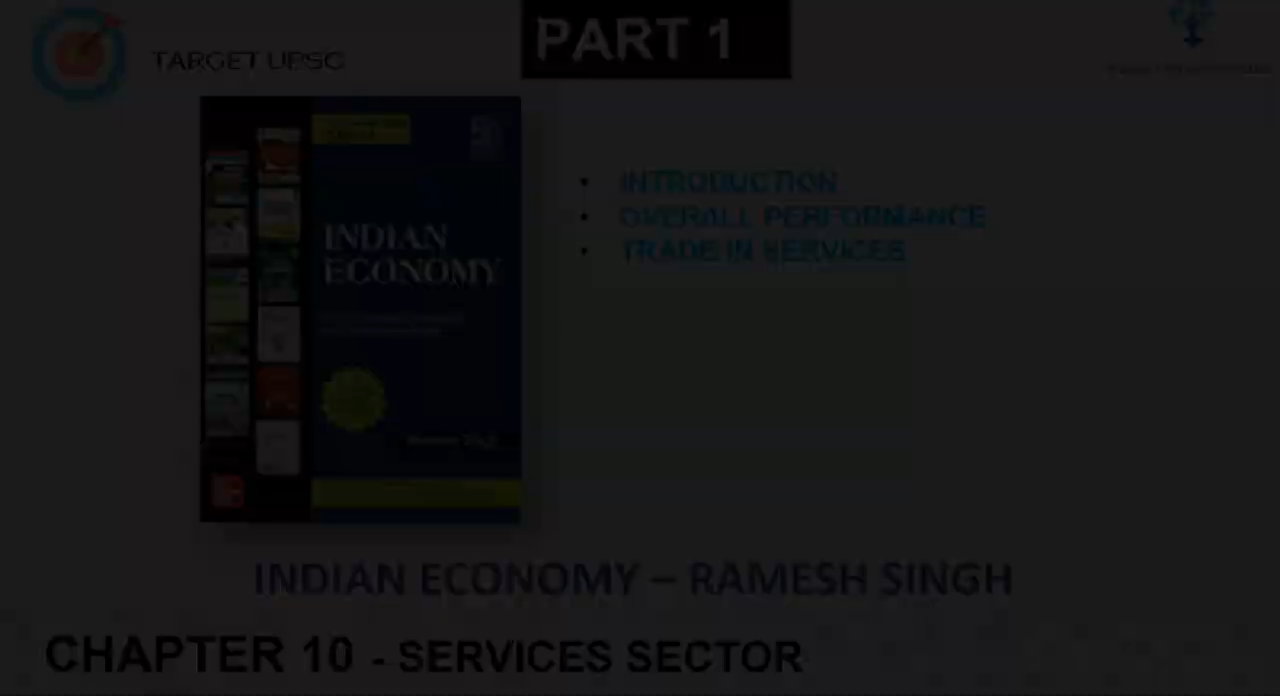 PART 1
TARGET UPSC
INTRODUCTION
OVERALL PERFORMANCE
TRADE IN SERVICES
INDIAN
ECONOMY
INDIAN ECONOMY – RAMESH SINGH
CHAPTER 10 - SERVICES SECTOR